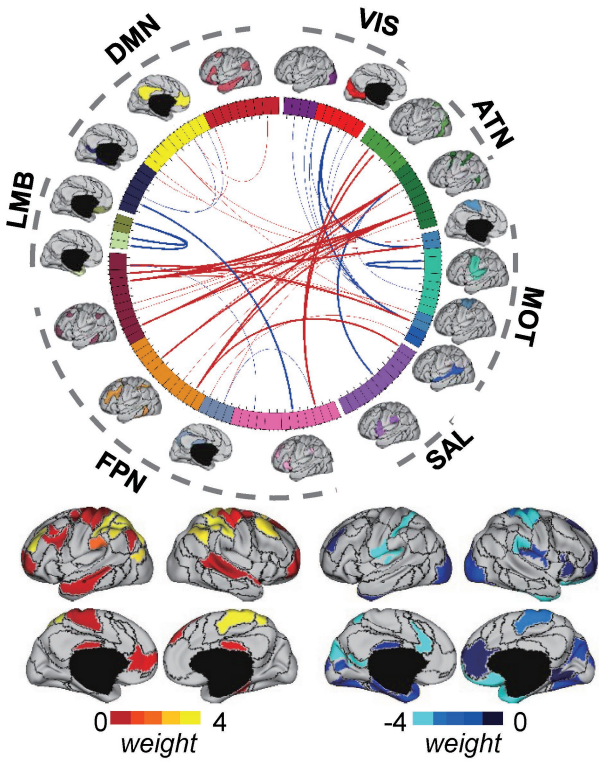 VIS
DMN
ATN
LMB
MOT
SAL
FPN
0 4
weight
-4 0
weight